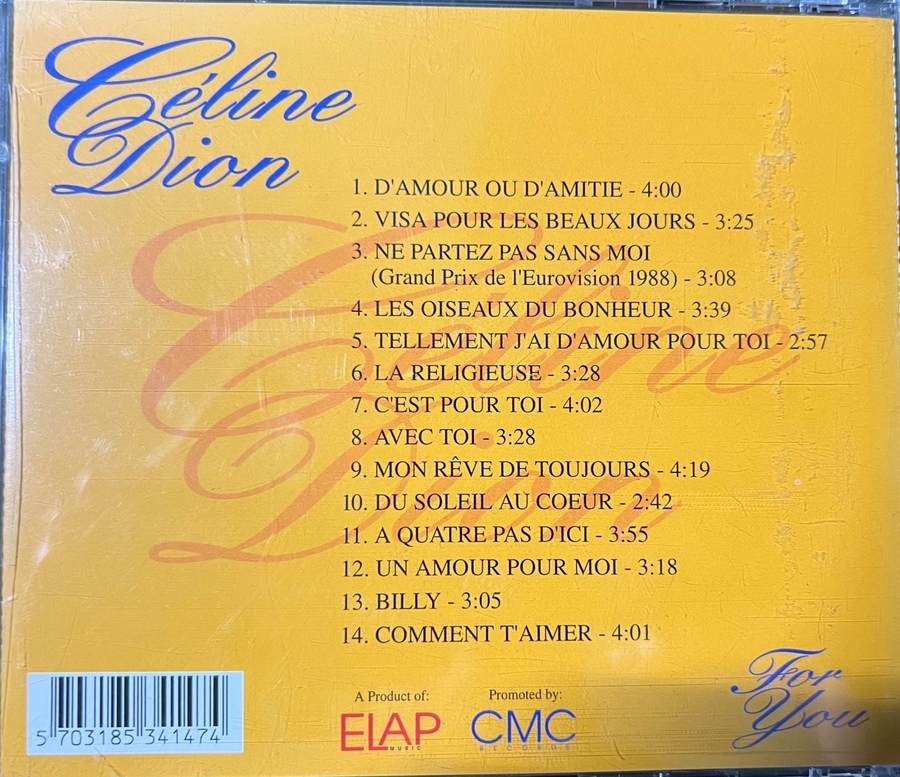 Céline
Dion
1. D'AMOUR OU D'AMITIE - 4:00
2. VISA POUR LES BEAUX JOURS - 3:25
3. NE PARTEZ PAS SANS MOI
(Grand Prix de l'Eurovision 1988) - 3:08
4. LES OISEAUX DU BONHEUR - 3:39
5. TELLEMENT J'AI D'AMOUR POUR TOI - 2:57
6. LA RELIGIEUSE - 3:28
7. C'EST POUR TOI - 4:02
8. AVEC TOI - 3:28
9. MON RÊVE DE TOUJOURS - 4:19
10. DU SOLEIL AU COEUR - 2:42
11. A QUATRE PAS D'ICI - 3:55
12. UN AMOUR POUR MOI - 3:18
13. BILLY - 3:05
14. COMMENT T'AIMER - 4:01
Céline
Dion
For
You
A Product of:
ELAP
MUSIC
Promoted by:
CMC
RECORDS
5 703185 341474